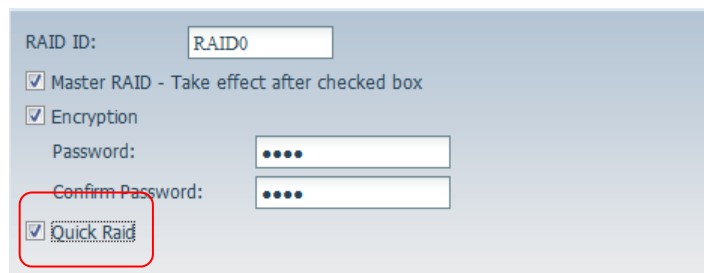 RAID ID: RAID0
Master RAID - Take effect after checked box
Encryption
Password: ••••
Confirm Password: ••••
Quick Raid